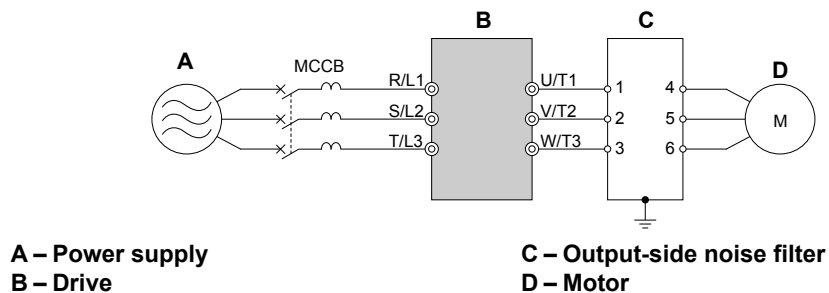 B
C
A
MCCB
D
R/L1
U/T1
1
4
S/L2
V/T2
2
5
M
T/L3
W/T3
3
6
A – Power supply
B – Drive
C – Output-side noise filter
D – Motor